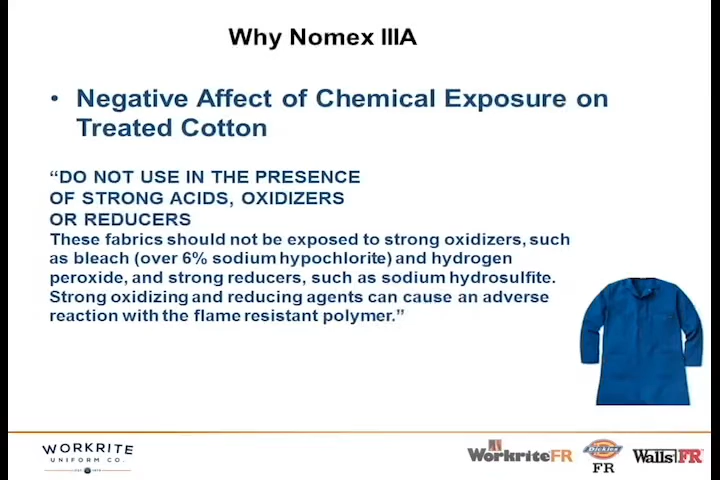 Why Nomex IIIA
• Negative Affect of Chemical Exposure on
Treated Cotton
“DO NOT USE IN THE PRESENCE
OF STRONG ACIDS, OXIDIZERS
OR REDUCERS
These fabrics should not be exposed to strong oxidizers, such
as bleach (over 6% sodium hypochlorite) and hydrogen
peroxide, and strong reducers, such as sodium hydrosulfite.
Strong oxidizing and reducing agents can cause an adverse
reaction with the flame resistant polymer.”
WORKRITE
UNIFORM CO.
WorkriteFR
Dickies
FR
Walls FR